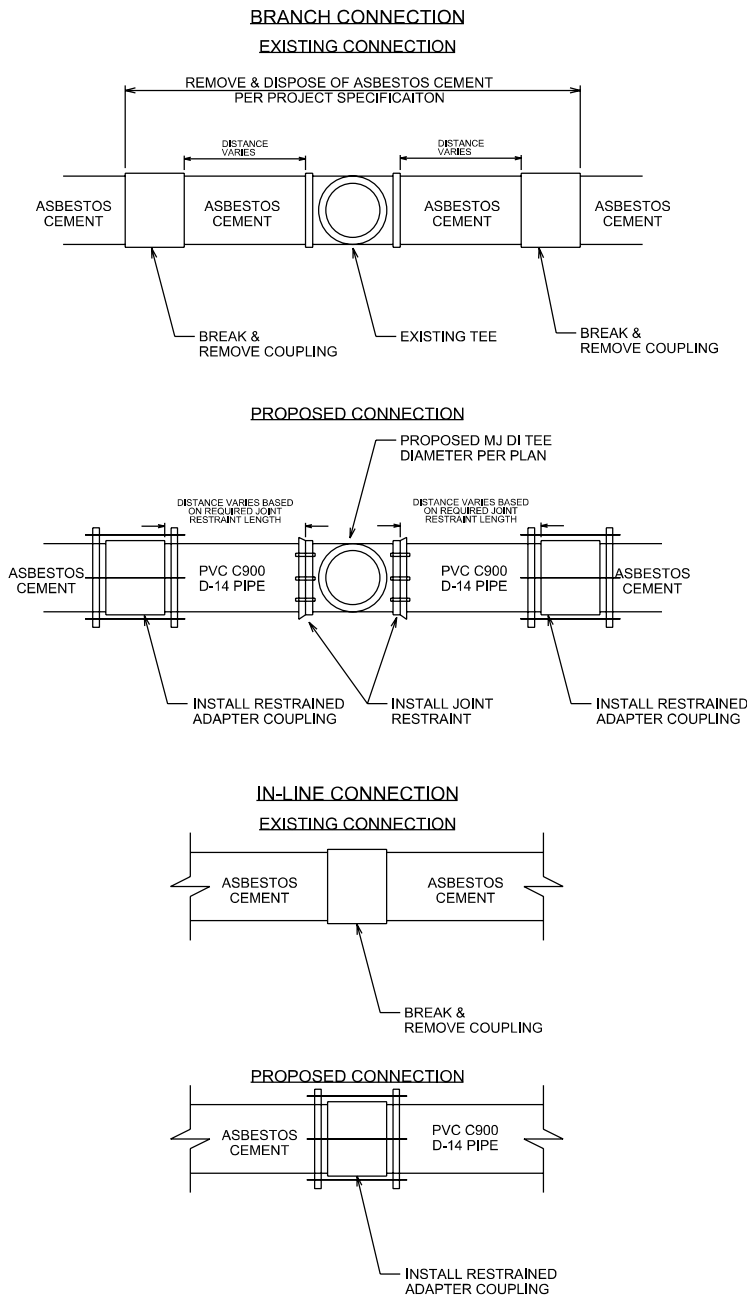 BRANCH CONNECTION
EXISTING CONNECTION
REMOVE & DISPOSE OF ASBESTOS CEMENT
PER PROJECT SPECIFICAITON
DISTANCE
VARIES
DISTANCE
VARIES
ASBESTOS
CEMENT
ASBESTOS
CEMENT
ASBESTOS
CEMENT
ASBESTOS
CEMENT
BREAK &
REMOVE COUPLING
EXISTING TEE
BREAK &
REMOVE COUPLING
PROPOSED CONNECTION
PROPOSED MJ DI TEE
DIAMETER PER PLAN
DISTANCE VARIES BASED
ON REQUIRED JOINT
RESTRAINT LENGTH
DISTANCE VARIES BASED
ON REQUIRED JOINT
RESTRAINT LENGTH
ASBESTOS
CEMENT
PVC C900
D-14 PIPE
PVC C900
D-14 PIPE
ASBESTOS
CEMENT
INSTALL RESTRAINED
ADAPTER COUPLING
INSTALL JOINT
RESTRAINT
INSTALL RESTRAINED
ADAPTER COUPLING
IN-LINE CONNECTION
EXISTING CONNECTION
ASBESTOS
CEMENT
ASBESTOS
CEMENT
BREAK &
REMOVE COUPLING
PROPOSED CONNECTION
ASBESTOS
CEMENT
PVC C900
D-14 PIPE
INSTALL RESTRAINED
ADAPTER COUPLING